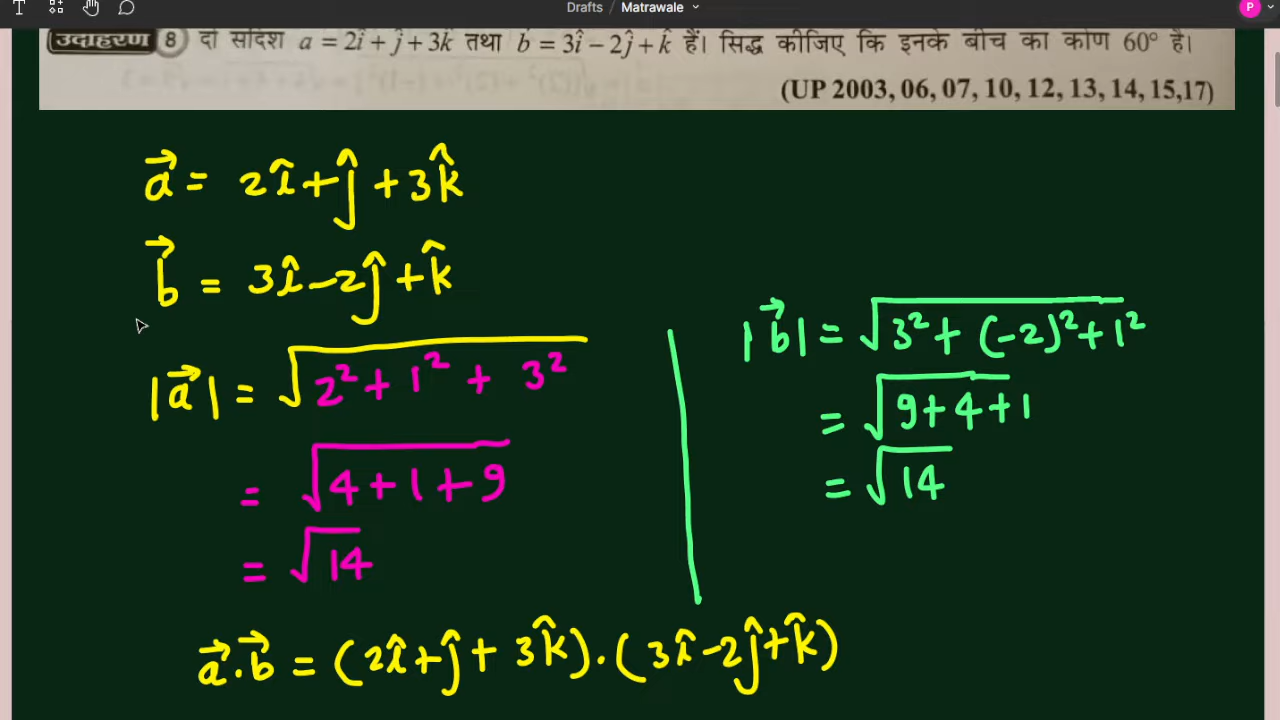 Drafts / Matrawale
P
उदाहरण 8 दो सदिश a = 2î + ĵ + 3k̂ तथा b = 3î − 2ĵ + k̂ हैं। सिद्ध कीजिए कि इनके बीच का कोण 60° है।
(UP 2003, 06, 07, 10, 12, 13, 14, 15,17)
a⃗ = 2î + ĵ + 3k̂
b⃗ = 3î − 2ĵ + k̂
|a⃗| = √(2² + 1² + 3²)
= √(4 + 1 + 9)
= √14
|b⃗| = √(3² + (-2)² + 1²)
= √(9 + 4 + 1)
= √14
a⃗.b⃗ = (2î + ĵ + 3k̂).(3î − 2ĵ + k̂)